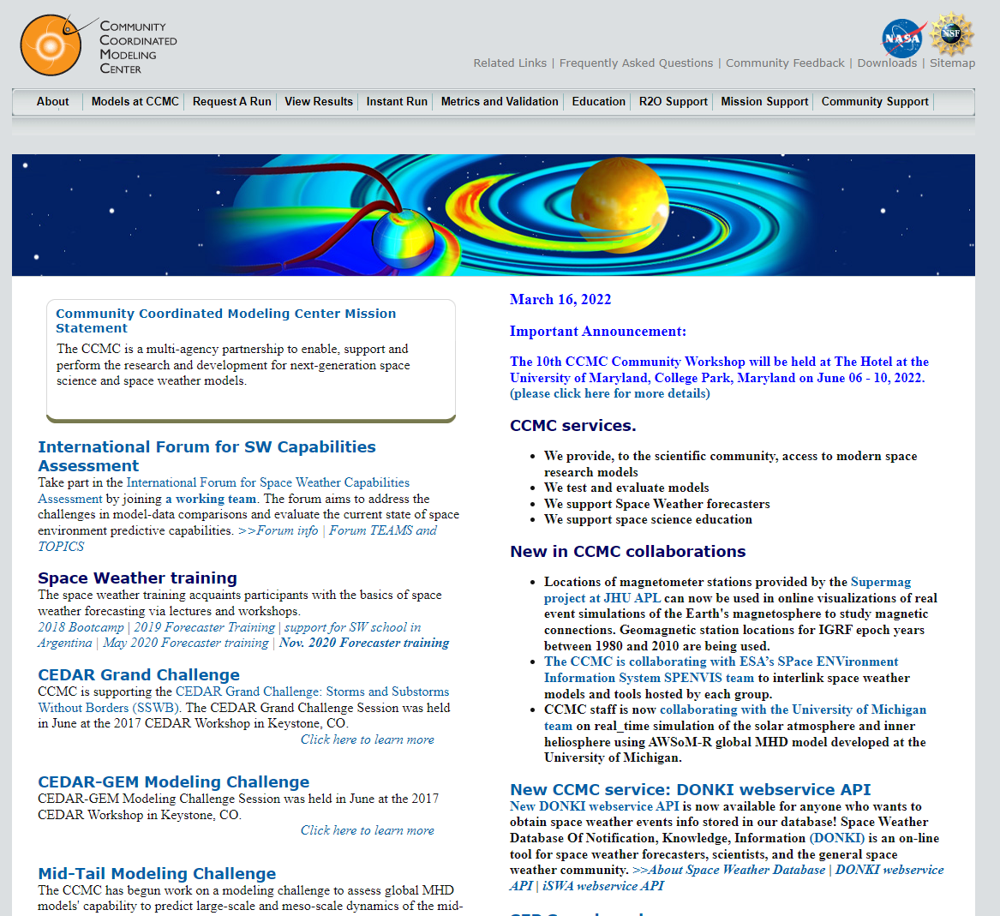 Community
Coordinated
Modeling
Center
NASA
NSF
Related Links | Frequently Asked Questions | Community Feedback | Downloads | Sitemap
About
Models at CCMC
Request A Run
View Results
Instant Run
Metrics and Validation
Education
R2O Support
Mission Support
Community Support
Community Coordinated Modeling Center Mission
Statement
The CCMC is a multi-agency partnership to enable, support and
perform the research and development for next-generation space
science and space weather models.
International Forum for SW Capabilities
Assessment
Take part in the International Forum for Space Weather Capabilities
Assessment by joining a working team. The forum aims to address the
challenges in model-data comparisons and evaluate the current state of space
environment predictive capabilities. >>Forum info | Forum TEAMS and
TOPICS
Space Weather training
The space weather training acquaints participants with the basics of space
weather forecasting via lectures and workshops.
2018 Bootcamp | 2019 Forecaster Training | support for SW school in
Argentina | May 2020 Forecaster training | Nov. 2020 Forecaster training
CEDAR Grand Challenge
CCMC is supporting the CEDAR Grand Challenge: Storms and Substorms
Without Borders (SSWB). The CEDAR Grand Challenge Session was held
in June at the 2017 CEDAR Workshop in Keystone, CO.
Click here to learn more
CEDAR-GEM Modeling Challenge
CEDAR-GEM Modeling Challenge Session was held in June at the 2017
CEDAR Workshop in Keystone, CO.
Click here to learn more
Mid-Tail Modeling Challenge
The CCMC has begun work on a modeling challenge to assess global MHD
models' capability to predict large-scale and meso-scale dynamics of the mid-
March 16, 2022
Important Announcement:
The 10th CCMC Community Workshop will be held at The Hotel at the
University of Maryland, College Park, Maryland on June 06 - 10, 2022.
(please click here for more details)
CCMC services.
• We provide, to the scientific community, access to modern space
research models
• We test and evaluate models
• We support Space Weather forecasters
• We support space science education
New in CCMC collaborations
• Locations of magnetometer stations provided by the Supermag
project at JHU APL can now be used in online visualizations of real
event simulations of the Earth's magnetosphere to study magnetic
connections. Geomagnetic station locations for IGRF epoch years
between 1980 and 2010 are being used.
• The CCMC is collaborating with ESA’s SPace ENVironment
Information System SPENVIS team to interlink space weather
models and tools hosted by each group.
• CCMC staff is now collaborating with the University of Michigan
team on real_time simulation of the solar atmosphere and inner
heliosphere using AWSoM-R global MHD model developed at the
University of Michigan.
New CCMC service: DONKI webservice API
New DONKI webservice API is now available for anyone who wants to
obtain space weather events info stored in our database! Space Weather
Database Of Notification, Knowledge, Information (DONKI) is an on-line
tool for space weather forecasters, scientists, and the general space
weather community. >>About Space Weather Database | DONKI webservice
API | iSWA webservice API